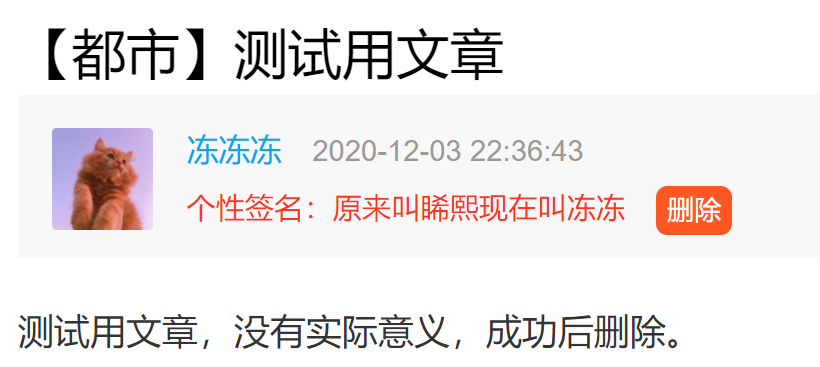 【都市】测试用文章
冻冻冻 2020-12-03 22:36:43
个性签名：原来叫睎熙现在叫冻冻 删除
测试用文章，没有实际意义，成功后删除。